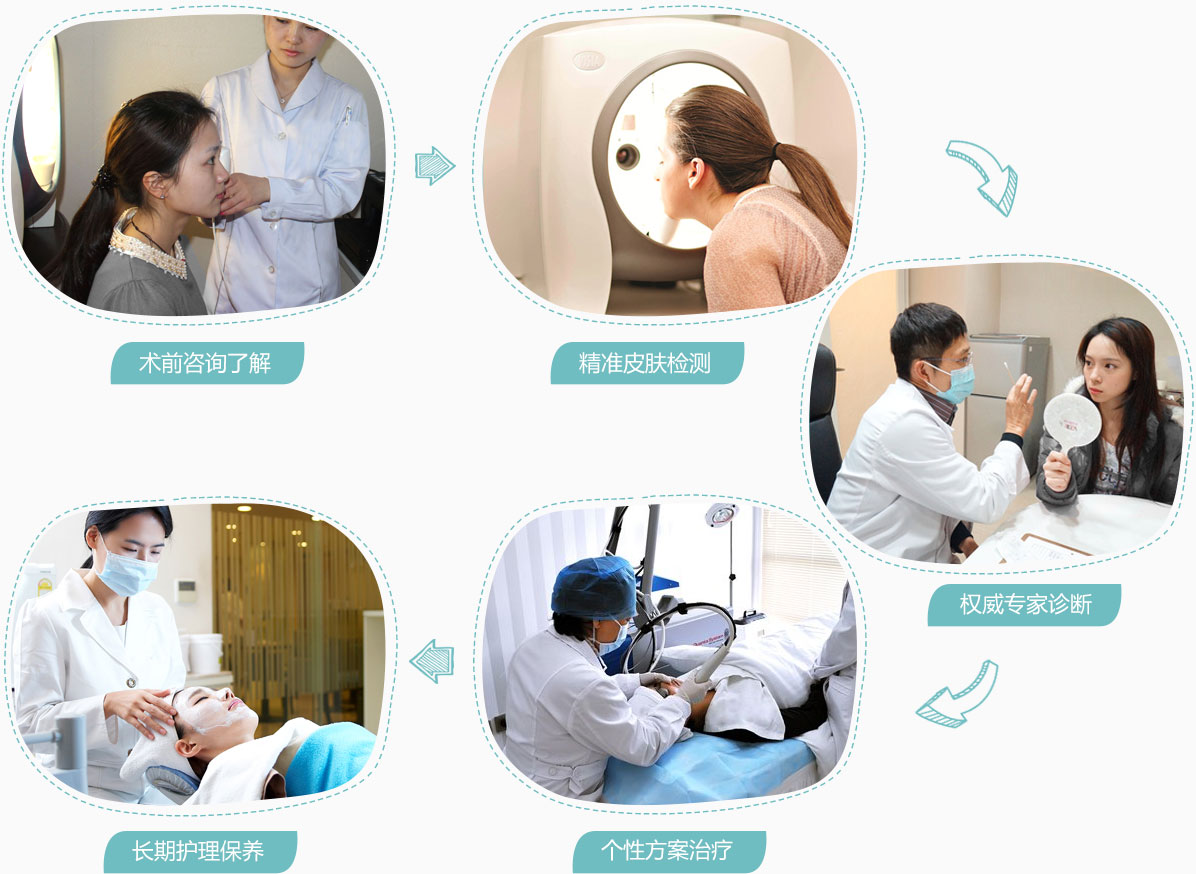 术前咨询了解
精准皮肤检测
权威专家诊断
个性方案治疗
长期护理保养